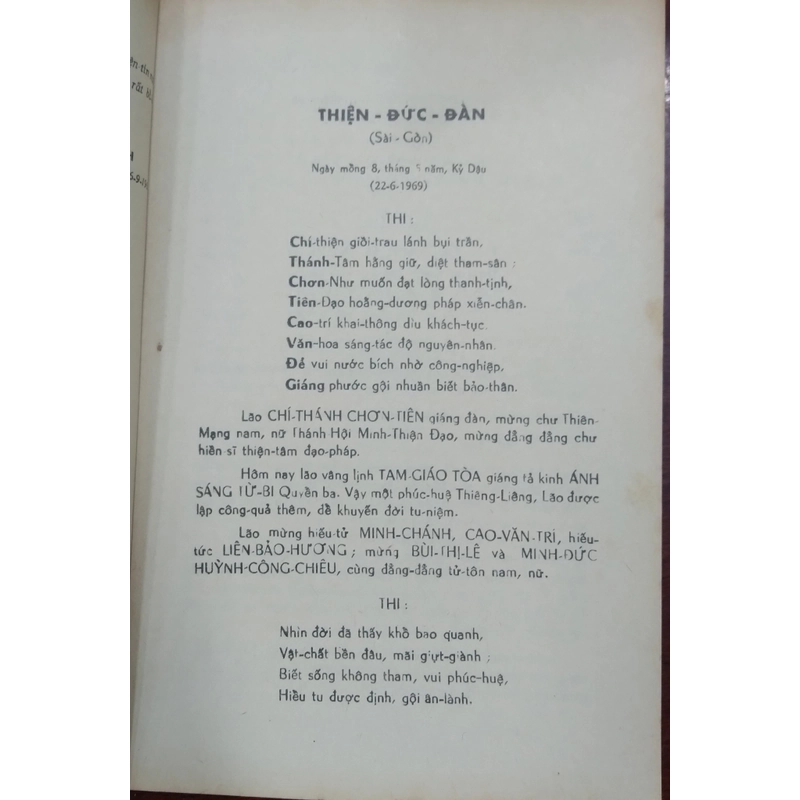 ên-tín
rất
H
THIỆN - ĐỨC - ĐÀN
(Sài - Gòn)
Ngày mồng 8, tháng 5 năm, Kỷ Dậu
(22-6-1969)
THI :
Chí-thiện giồi-trau lánh bụi trần,
Thánh-Tâm hằng giữ, diệt tham-sân ;
Chơn-Như muốn đạt lòng thanh-tịnh,
Tiên-Đạo hoằng-dương pháp xiển-chân.
Cao-trí khai-thông dìu khách-tục.
Văn-hoa sáng-tác độ nguyên-nhân.
Để vui nước bích nhờ công-nghiệp,
Giáng phước gội nhuần biết bảo-thân.
Lão CHÍ-THÁNH CHƠN-TIÊN giáng đàn, mừng chư Thiên-
Mạng nam, nữ Thánh Hội Minh-Thiện Đạo, mừng đẳng đẳng chư
hiền sĩ thiện-tâm đạo-pháp.
Hôm nay lão vâng lịnh TAM-GIÁO TÒA giáng tả kinh ÁNH
SÁNG TỪ-BI Quyển ba. Vậy một phúc-huệ Thiêng-Liêng, Lão được
lập công-quả thêm, để khuyến đời tu-niệm.
Lão mừng hiếu-tử MINH-CHÁNH, CAO-VĂN-TRÍ, hiếu-
tức LIÊN-BẢO-HƯƠNG ; mừng BÙI-THỊ-LÊ và MINH-ĐỨC
HUỲNH-CÔNG-CHIÊU, cùng đẳng-đẳng tử-tôn nam, nữ.
THI :
Nhìn đời đã thấy khổ bao quanh,
Vật-chất bền đâu, mãi giựt-giành ;
Biết sống không tham, vui phúc-huệ,
Hiểu tu được định, gội ân-lành.